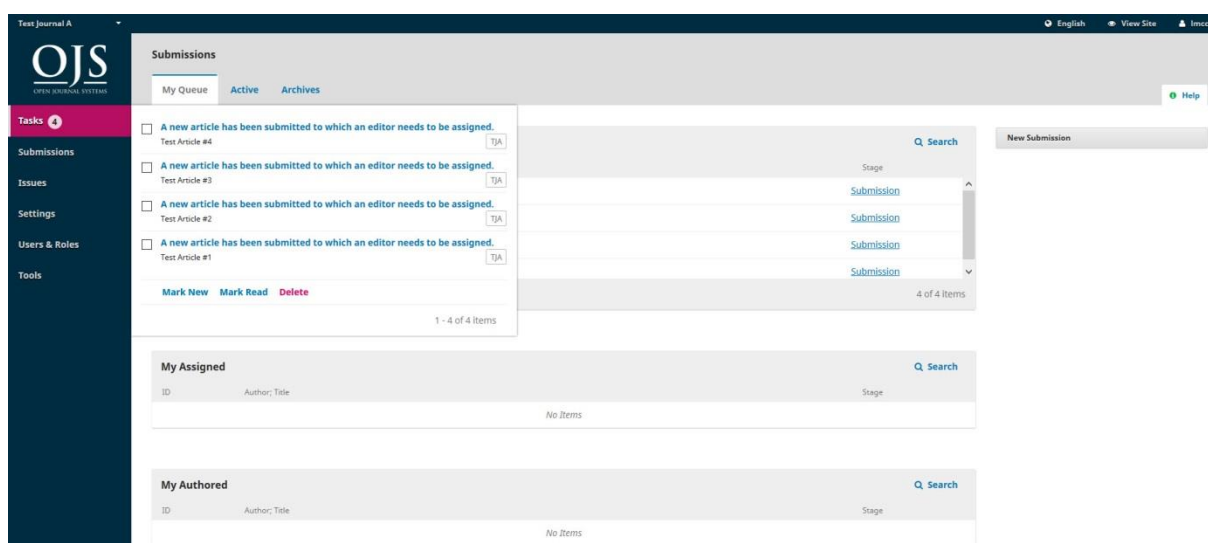 Test Journal A
English View Site
OJS
OPEN JOURNAL SYSTEMS
Submissions
My Queue Active Archives
Help
Tasks 4
Submissions
Issues
Settings
Users & Roles
Tools
A new article has been submitted to which an editor needs to be assigned.
Test Article #4 TJA
A new article has been submitted to which an editor needs to be assigned.
Test Article #3 TJA
A new article has been submitted to which an editor needs to be assigned.
Test Article #2 TJA
A new article has been submitted to which an editor needs to be assigned.
Test Article #1 TJA
Mark New Mark Read Delete
1 - 4 of 4 items
Search
Stage
Submission
Submission
Submission
Submission
4 of 4 items
New Submission
My Assigned Search
ID Author; Title Stage
No Items
My Authored Search
ID Author; Title Stage
No Items